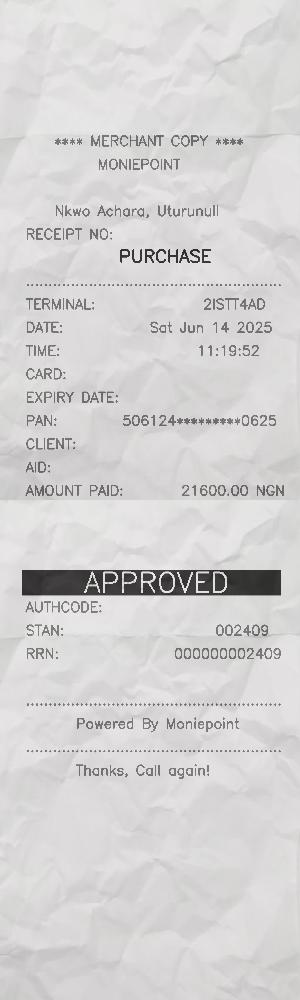 **** MERCHANT COPY ****
MONIEPOINT
Nkwo Achara, Uturunull
RECEIPT NO:
PURCHASE
TERMINAL: 2ISTT4AD
DATE: Sat Jun 14 2025
TIME: 11:19:52
CARD:
EXPIRY DATE:
PAN: 506124*********0625
CLIENT:
AID:
AMOUNT PAID: 21600.00 NGN
APPROVED
AUTHCODE:
STAN: 002409
RRN: 000000002409
Powered By Moniepoint
Thanks, Call again!